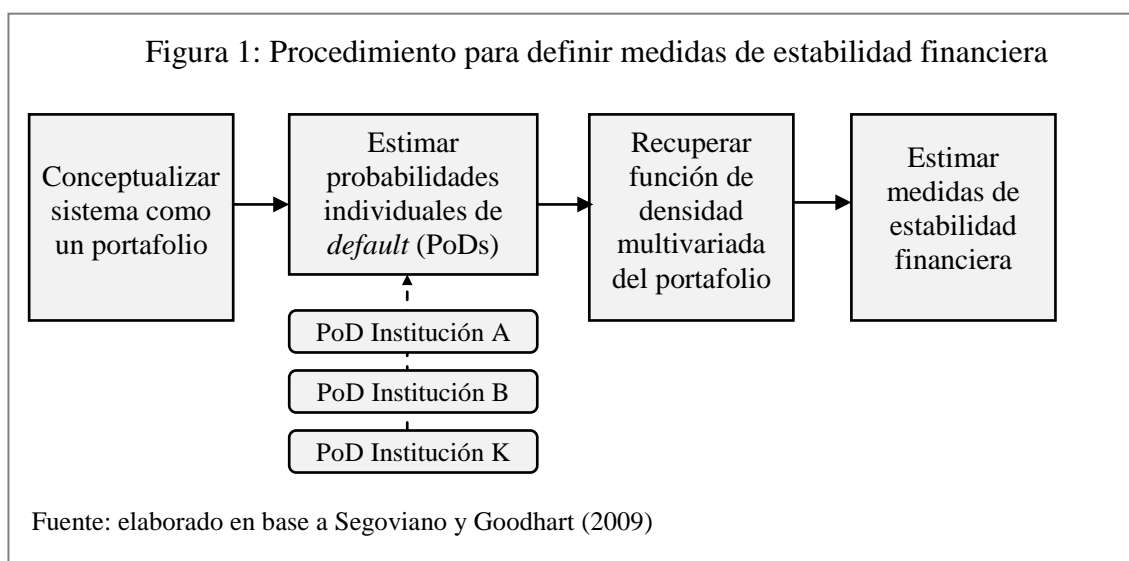 Figura 1: Procedimiento para definir medidas de estabilidad financiera
Conceptualizar
sistema como
un portafolio
Estimar
probabilidades
individuales de
default (PoDs)
Recuperar
función de
densidad
multivariada
del portafolio
Estimar
medidas de
estabilidad
financiera
PoD Institución A
PoD Institución B
PoD Institución K
Fuente: elaborado en base a Segoviano y Goodhart (2009)